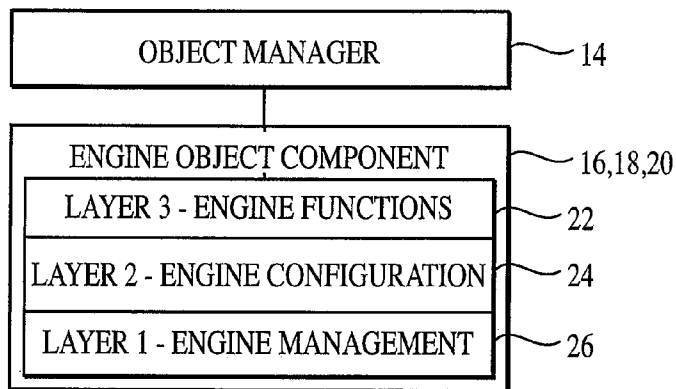 OBJECT MANAGER
14
ENGINE OBJECT COMPONENT
16,18,20
LAYER 3 - ENGINE FUNCTIONS
22
LAYER 2 - ENGINE CONFIGURATION
24
LAYER 1 - ENGINE MANAGEMENT
26